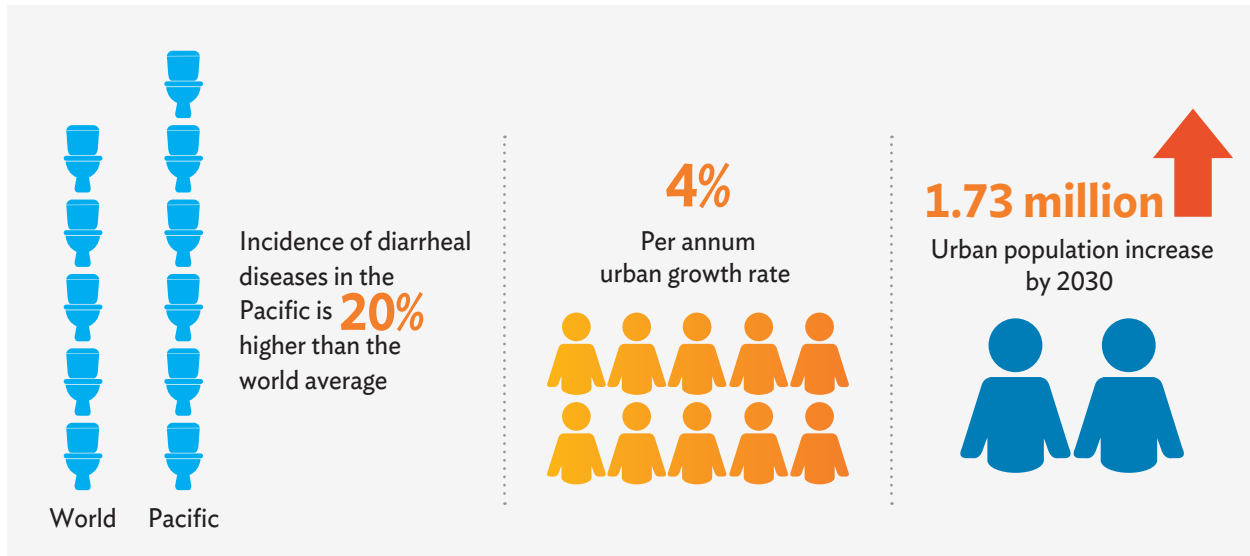 World
Pacific
Incidence of diarrheal
diseases in the
Pacific is 20%
higher than the
world average
4%
Per annum
urban growth rate
1.73 million
Urban population increase
by 2030